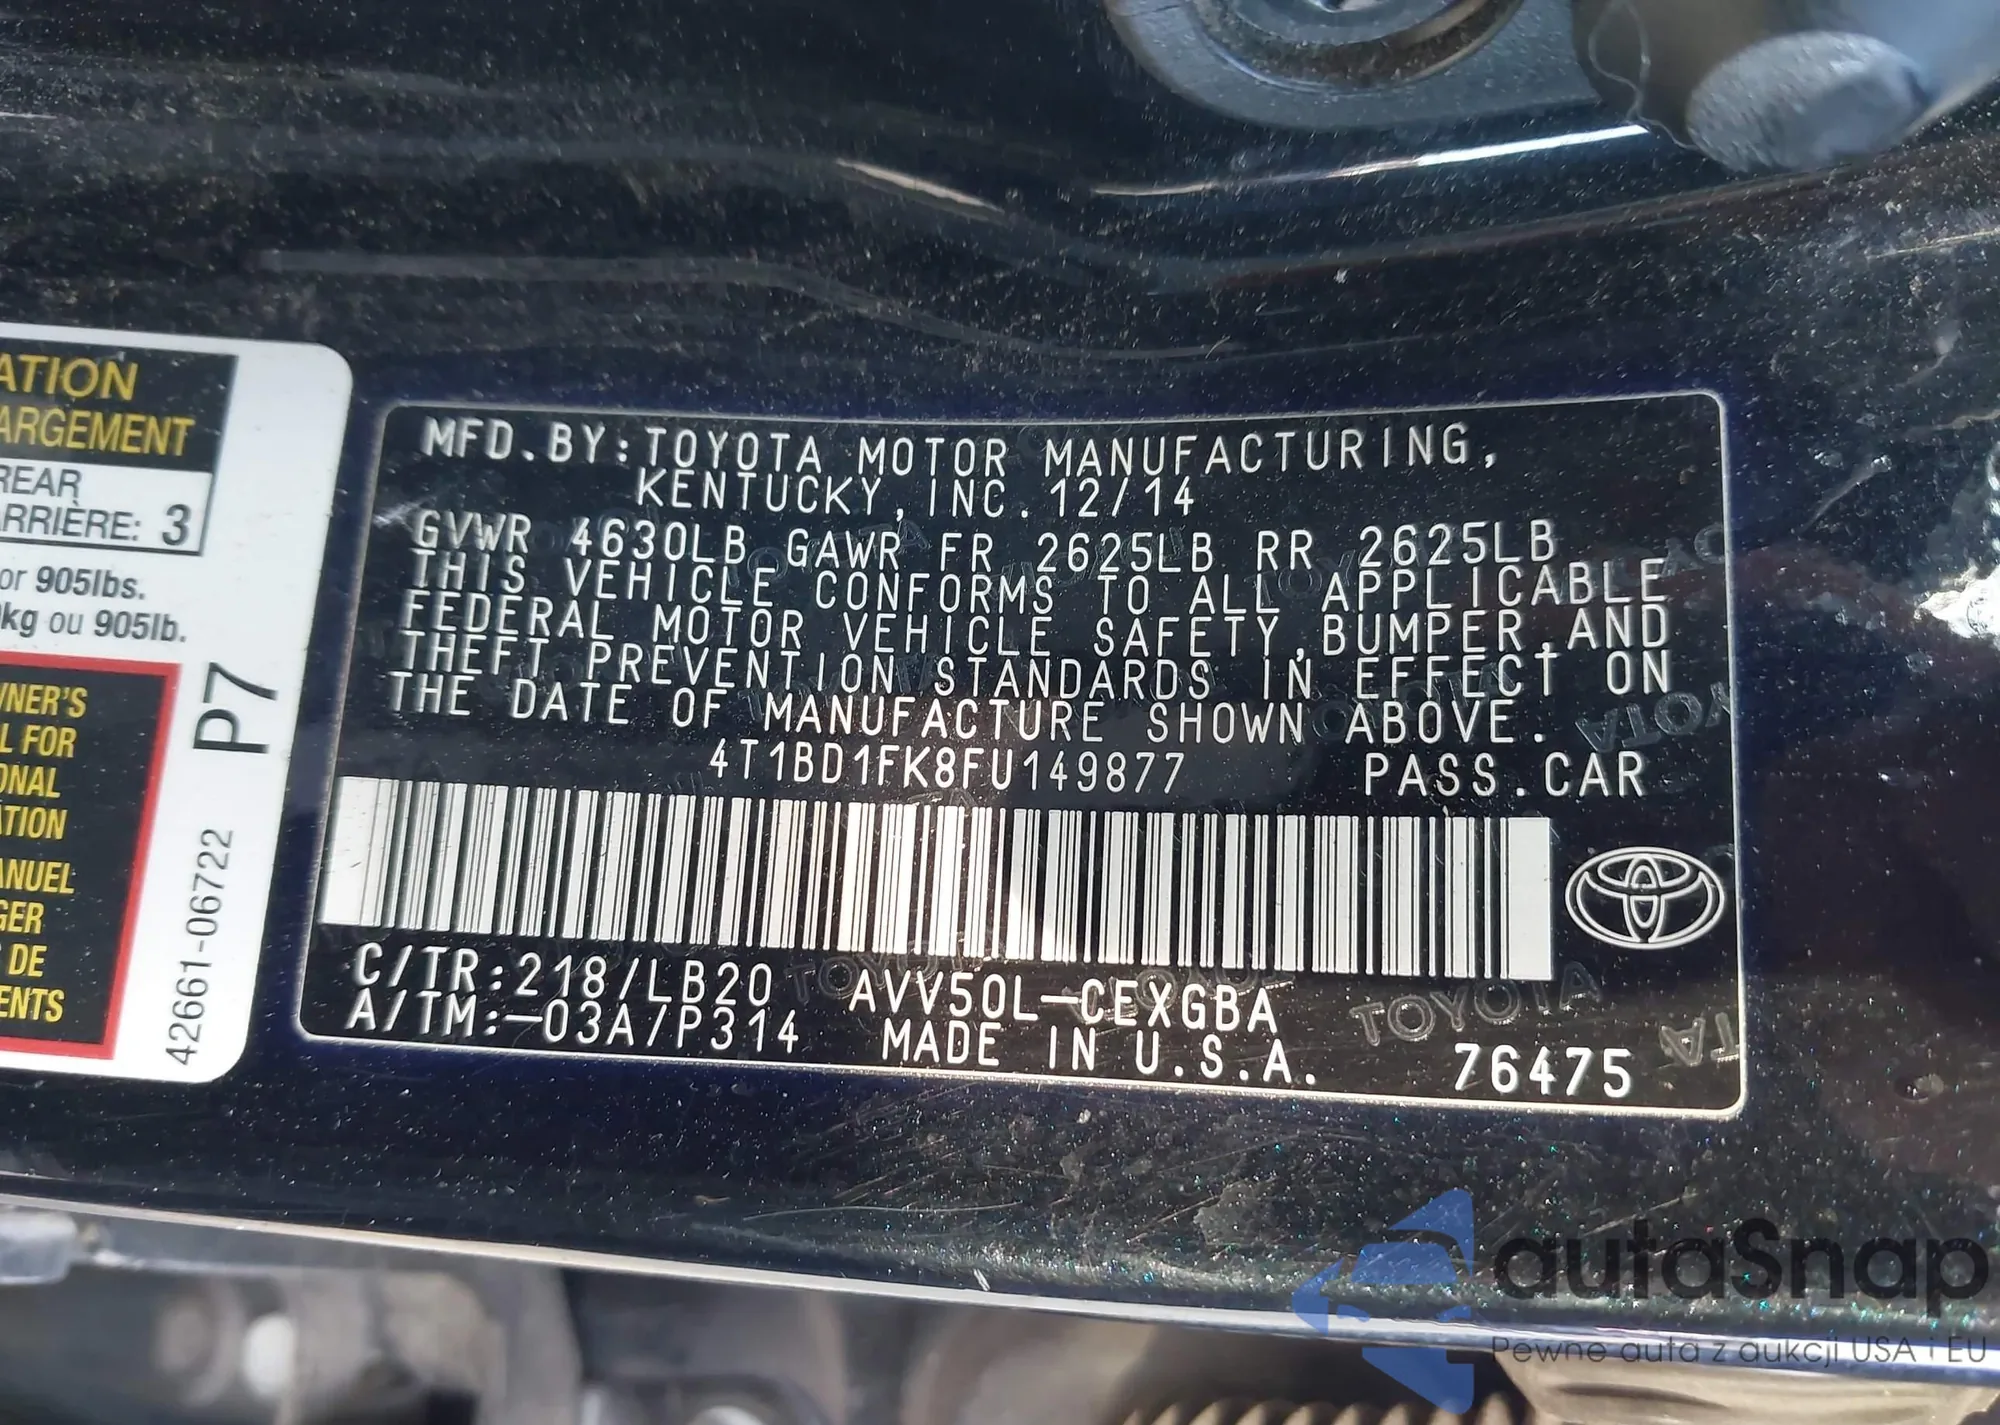 ATION
ARGEMENT
REAR
ARRIÈRE: 3
or 905lbs.
0kg ou 905lb.
WNER'S
L FOR
ONAL
ATION
ANUEL
GER
S DE
ENTS
42661-06722 P7
MFD.BY:TOYOTA MOTOR MANUFACTURING,
KENTUCKY, INC. 12/14
GVWR 4630LB GAWR FR 2625LB RR 2625LB
THIS VEHICLE CONFORMS TO ALL APPLICABLE
FEDERAL MOTOR VEHICLE SAFETY,BUMPER,AND
THEFT PREVENTION STANDARDS IN EFFECT ON
THE DATE OF MANUFACTURE SHOWN ABOVE.
4T1BD1FK8FU149877 PASS.CAR
C/TR:218/LB20 AVV50L-CEXGBA
A/TM:-03A/P314 MADE IN U.S.A. 76475
TOYOTA
autaSnap
Pewne auta z aukcji USA i EU